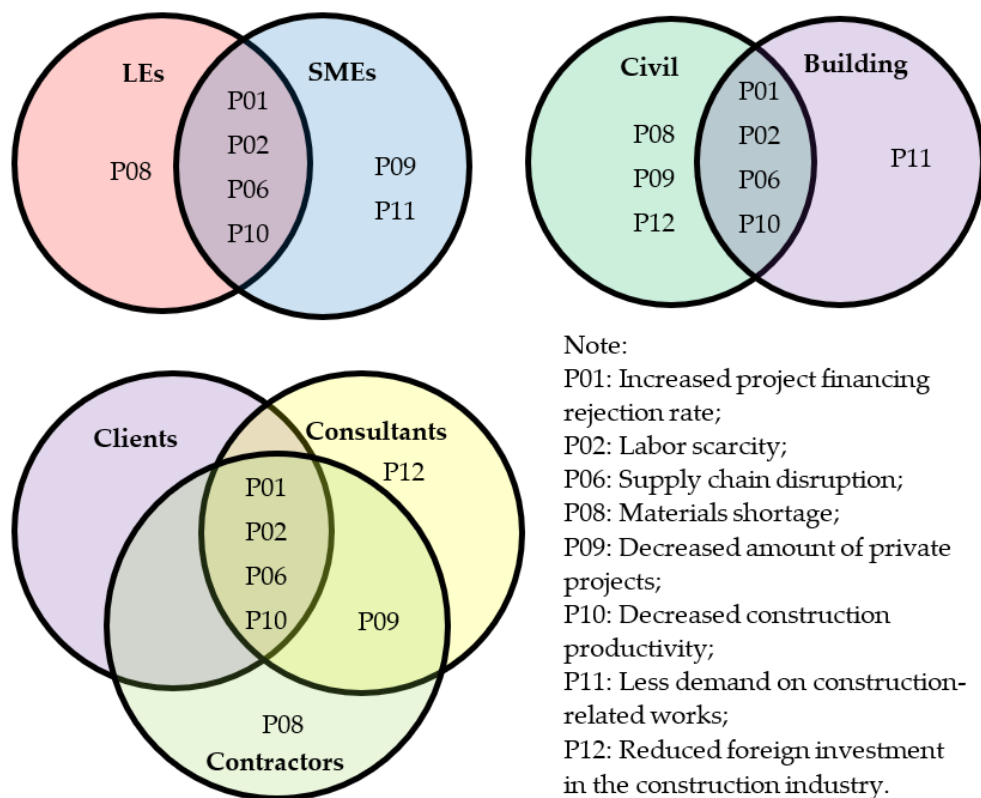 LEs
SMEs
P01
P02
P06
P10
P08
P09
P11
Civil
Building
P01
P02
P06
P10
P08
P09
P12
P11
Clients
Consultants
P12
P01
P02
P06
P10
P09
P08
Contractors
Note:
P01: Increased project financing
rejection rate;
P02: Labor scarcity;
P06: Supply chain disruption;
P08: Materials shortage;
P09: Decreased amount of private
projects;
P10: Decreased construction
productivity;
P11: Less demand on construction-
related works;
P12: Reduced foreign investment
in the construction industry.